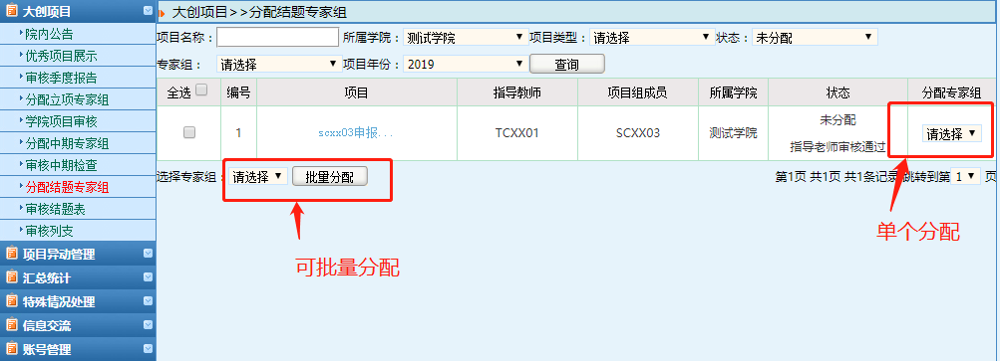 大创项目
院内公告
优秀项目展示
审核季度报告
分配立项专家组
学院项目审核
分配中期专家组
审核中期检查
分配结题专家组
审核结题表
审核列支
项目异动管理
汇总统计
特殊情况处理
信息交流
账号管理
大创项目>>分配结题专家组
项目名称： 所属学院： 测试学院 项目类型： 请选择 状态： 未分配
专家组： 请选择 项目年份： 2019 查询
全选 编号 项目 指导教师 项目组成员 所属学院 状态 分配专家组
1 scxx03申报... TCXX01 SCXX03 测试学院 未分配 请选择
指导老师审核通过
选择专家组： 请选择 批量分配 第1页 共1页 共1条记录 跳转到第 1 页
单个分配
可批量分配